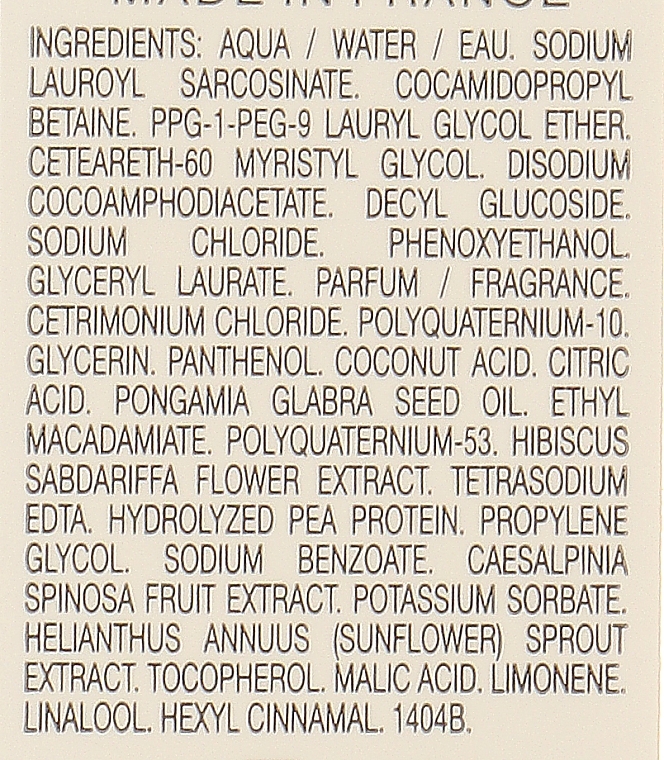 MADE IN FRANCE
INGREDIENTS: AQUA / WATER / EAU. SODIUM
LAUROYL SARCOSINATE. COCAMIDOPROPYL
BETAINE. PPG-1-PEG-9 LAURYL GLYCOL ETHER.
CETEARETH-60 MYRISTYL GLYCOL. DISODIUM
COCOAMPHODIACETATE. DECYL GLUCOSIDE.
SODIUM CHLORIDE. PHENOXYETHANOL.
GLYCERYL LAURATE. PARFUM / FRAGRANCE.
CETRIMONIUM CHLORIDE. POLYQUATERNIUM-10.
GLYCERIN. PANTHENOL. COCONUT ACID. CITRIC
ACID. PONGAMIA GLABRA SEED OIL. ETHYL
MACADAMIATE. POLYQUATERNIUM-53. HIBISCUS
SABDARIFFA FLOWER EXTRACT. TETRASODIUM
EDTA. HYDROLYZED PEA PROTEIN. PROPYLENE
GLYCOL. SODIUM BENZOATE. CAESALPINIA
SPINOSA FRUIT EXTRACT. POTASSIUM SORBATE.
HELIANTHUS ANNUUS (SUNFLOWER) SPROUT
EXTRACT. TOCOPHEROL. MALIC ACID. LIMONENE.
LINALOOL. HEXYL CINNAMAL. 1404B.